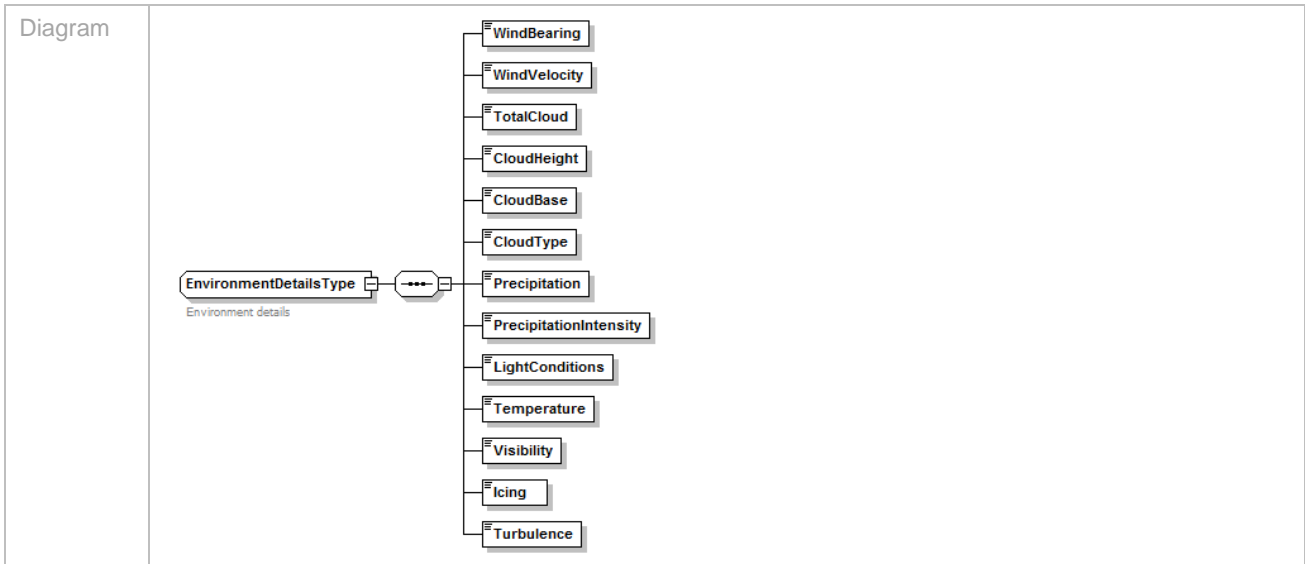 Diagram
WindBearing
WindVelocity
TotalCloud
CloudHeight
CloudBase
CloudType
EnvironmentDetailsType
Environment details
Precipitation
PrecipitationIntensity
LightConditions
Temperature
Visibility
Icing
Turbulence